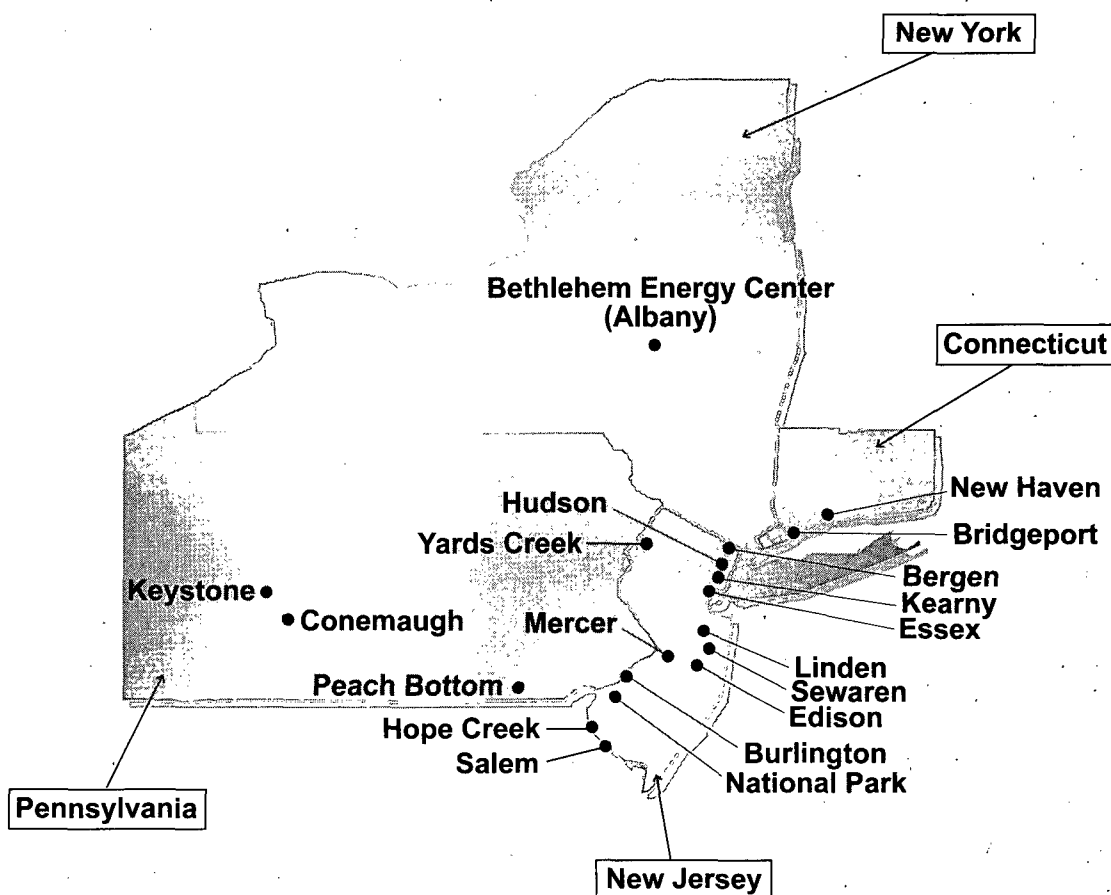 New York
Bethlehem Energy Center
(Albany)
Connecticut
New Haven
Hudson
Bridgeport
Yards Creek
Bergen
Keystone
Kearny
Conemaugh
Mercer
Essex
Linden
Peach Bottom
Sewaren
Edison
Hope Creek
Burlington
Salem
National Park
Pennsylvania
New Jersey